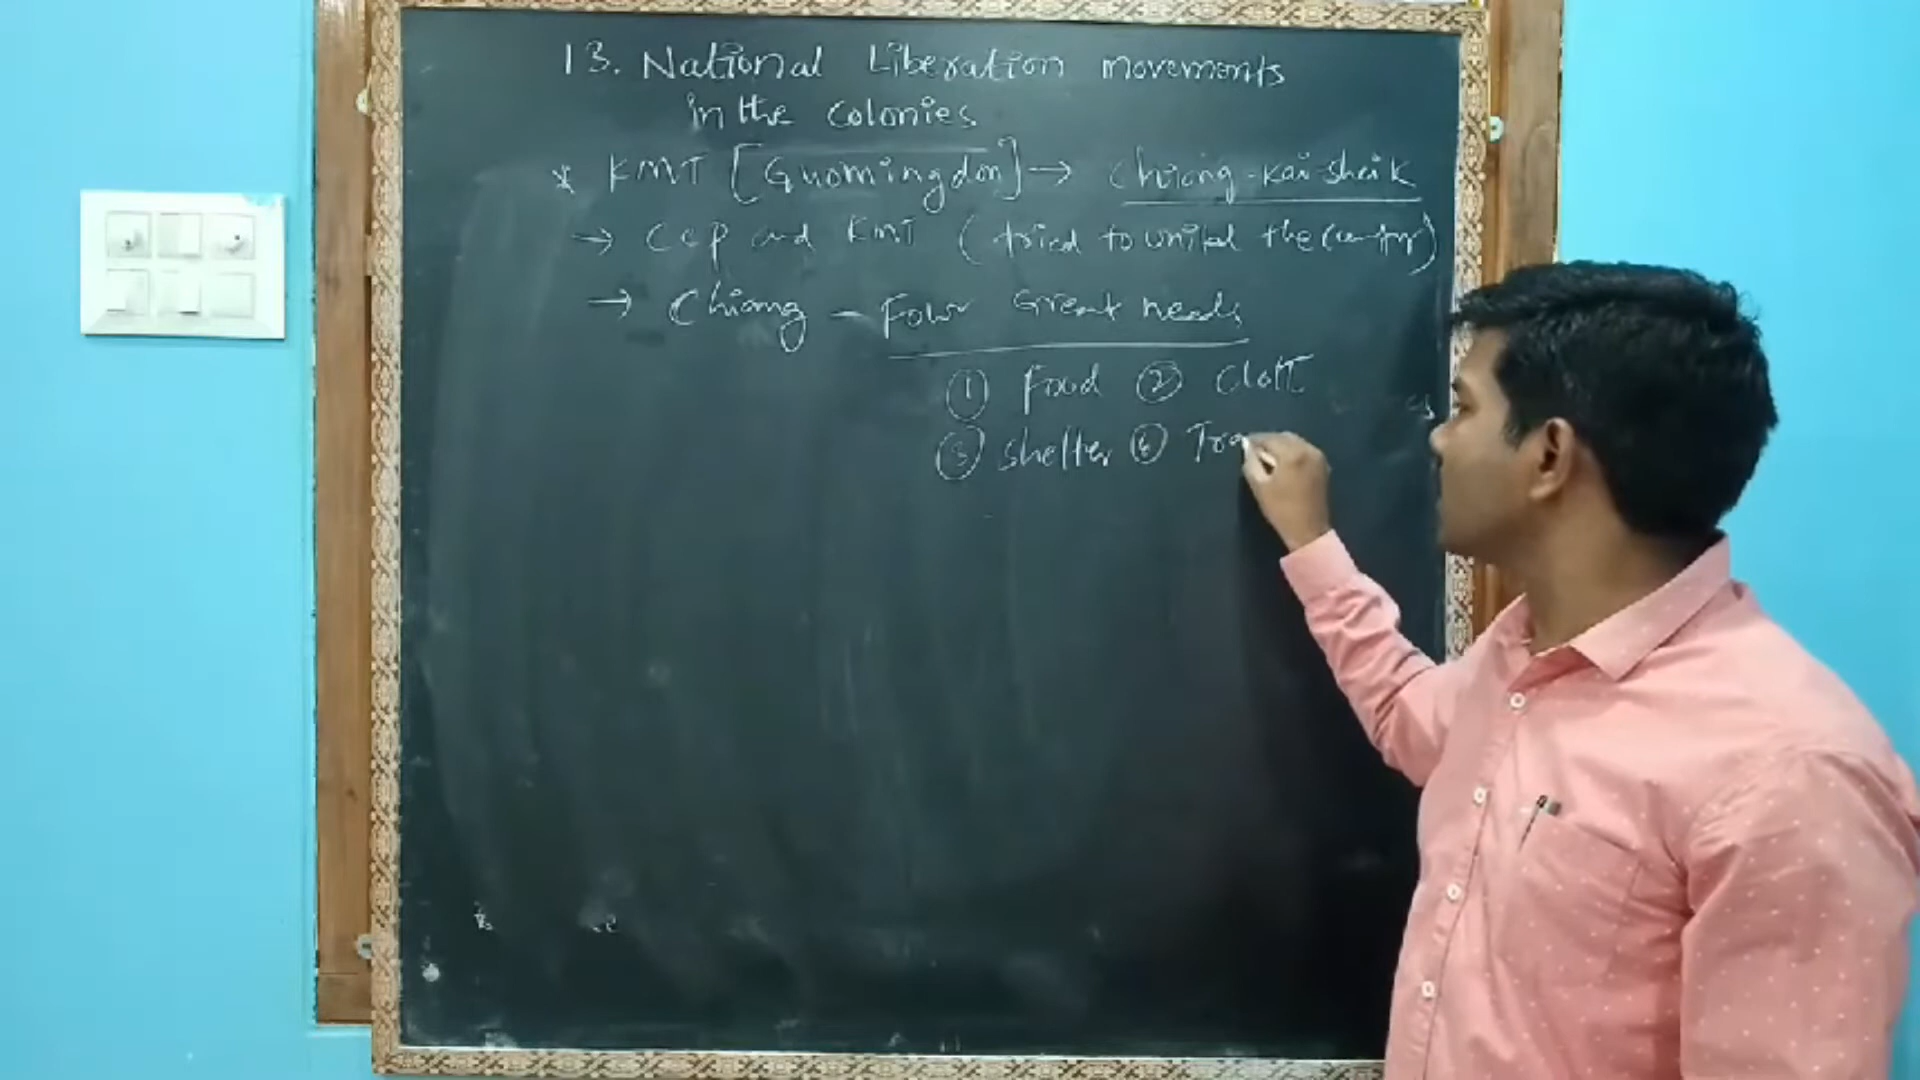 13. National Liberation movements
in the colonies
* KMT [Guomingdon] → Chiang-Kai-sheik
→ CCP and KMT (tried to united the country)
→ Chiang - Four Great needs
① Food ② Cloth
③ Shelter ④ Tra